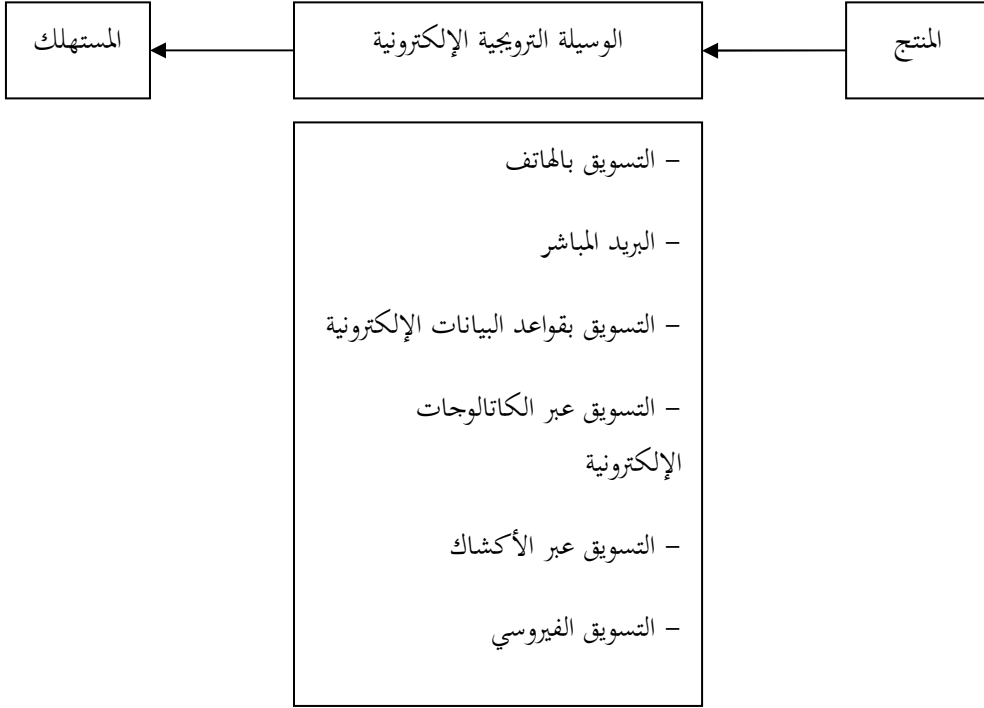 المنتج
الوسيلة الترويجية الإلكترونية
المستهلك
– التسويق بالهاتف
– البريد المباشر
– التسويق بقواعد البيانات الإلكترونية
– التسويق عبر الكاتالوجات
الإلكترونية
– التسويق عبر الأكشاك
– التسويق الفيروسي